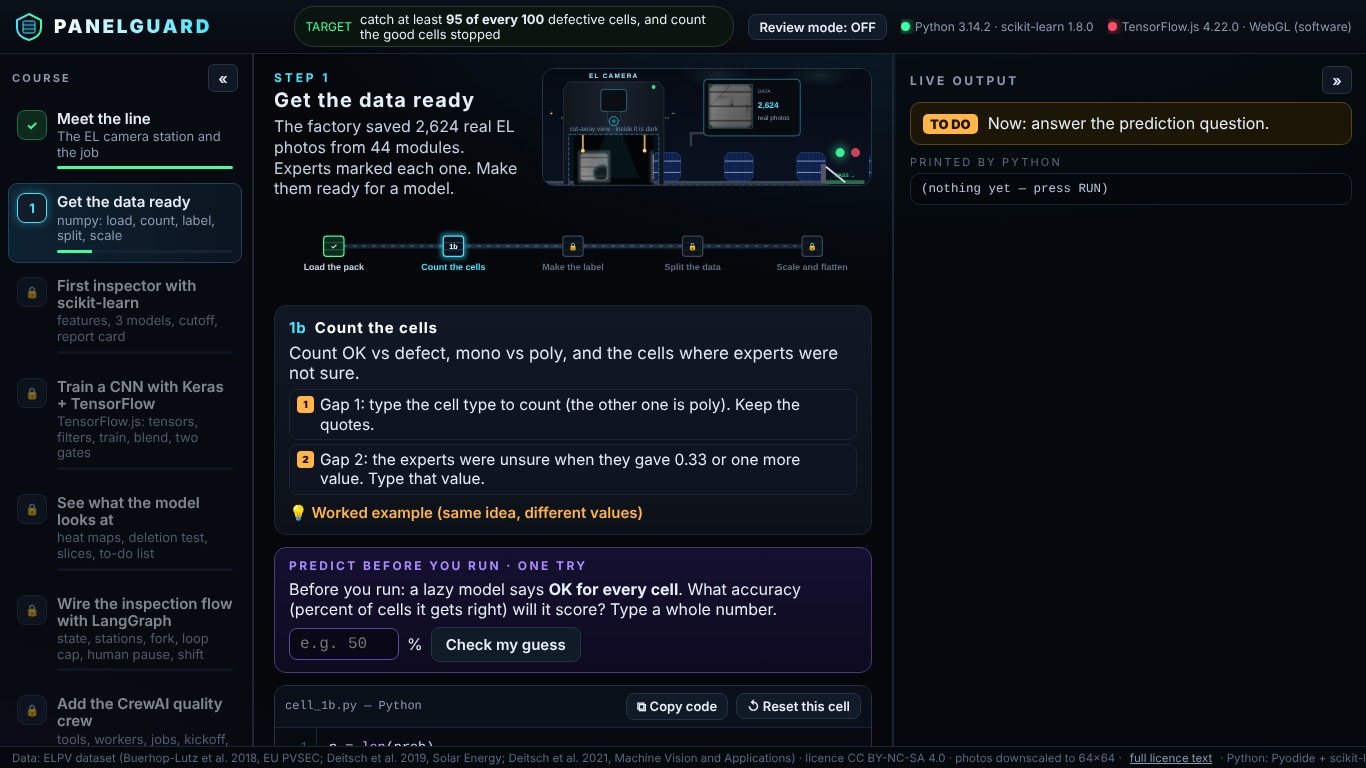 PANELGUARD
TARGET catch at least 95 of every 100 defective cells, and count
the good cells stopped
Review mode: OFF
Python 3.14.2 · scikit-learn 1.8.0
TensorFlow.js 4.22.0 · WebGL (software)
COURSE
«
Meet the line
The EL camera station and
the job
1
Get the data ready
numpy: load, count, label,
split, scale
First inspector with
scikit-learn
features, 3 models, cutoff,
report card
Train a CNN with Keras
+ TensorFlow
TensorFlow.js: tensors,
filters, train, blend, two
gates
See what the model
looks at
heat maps, deletion test,
slices, to-do list
Wire the inspection flow
with LangGraph
state, stations, fork, loop
cap, human pause, shift
Add the CrewAI quality
crew
tools, workers, jobs, kickoff,
STEP 1
Get the data ready
The factory saved 2,624 real EL
photos from 44 modules.
Experts marked each one. Make
them ready for a model.
EL CAMERA
cut-away view · inside it is dark
DATA
2,624
real photos
1b
Load the pack
Count the cells
Make the label
Split the data
Scale and flatten
1b Count the cells
Count OK vs defect, mono vs poly, and the cells where experts were
not sure.
1 Gap 1: type the cell type to count (the other one is poly). Keep the
quotes.
2 Gap 2: the experts were unsure when they gave 0.33 or one more
value. Type that value.
💡 Worked example (same idea, different values)
PREDICT BEFORE YOU RUN · ONE TRY
Before you run: a lazy model says OK for every cell. What accuracy
(percent of cells it gets right) will it score? Type a whole number.
e.g. 50 % Check my guess
cell_1b.py — Python
Copy code
Reset this cell
1 n = len(prob)
LIVE OUTPUT
»
TO DO Now: answer the prediction question.
PRINTED BY PYTHON
(nothing yet — press RUN)
Data: ELPV dataset (Buerhop-Lutz et al. 2018, EU PVSEC; Deitsch et al. 2019, Solar Energy; Deitsch et al. 2021, Machine Vision and Applications) · licence CC BY-NC-SA 4.0 · photos downscaled to 64×64 · full licence text · Python: Pyodide + scikit-